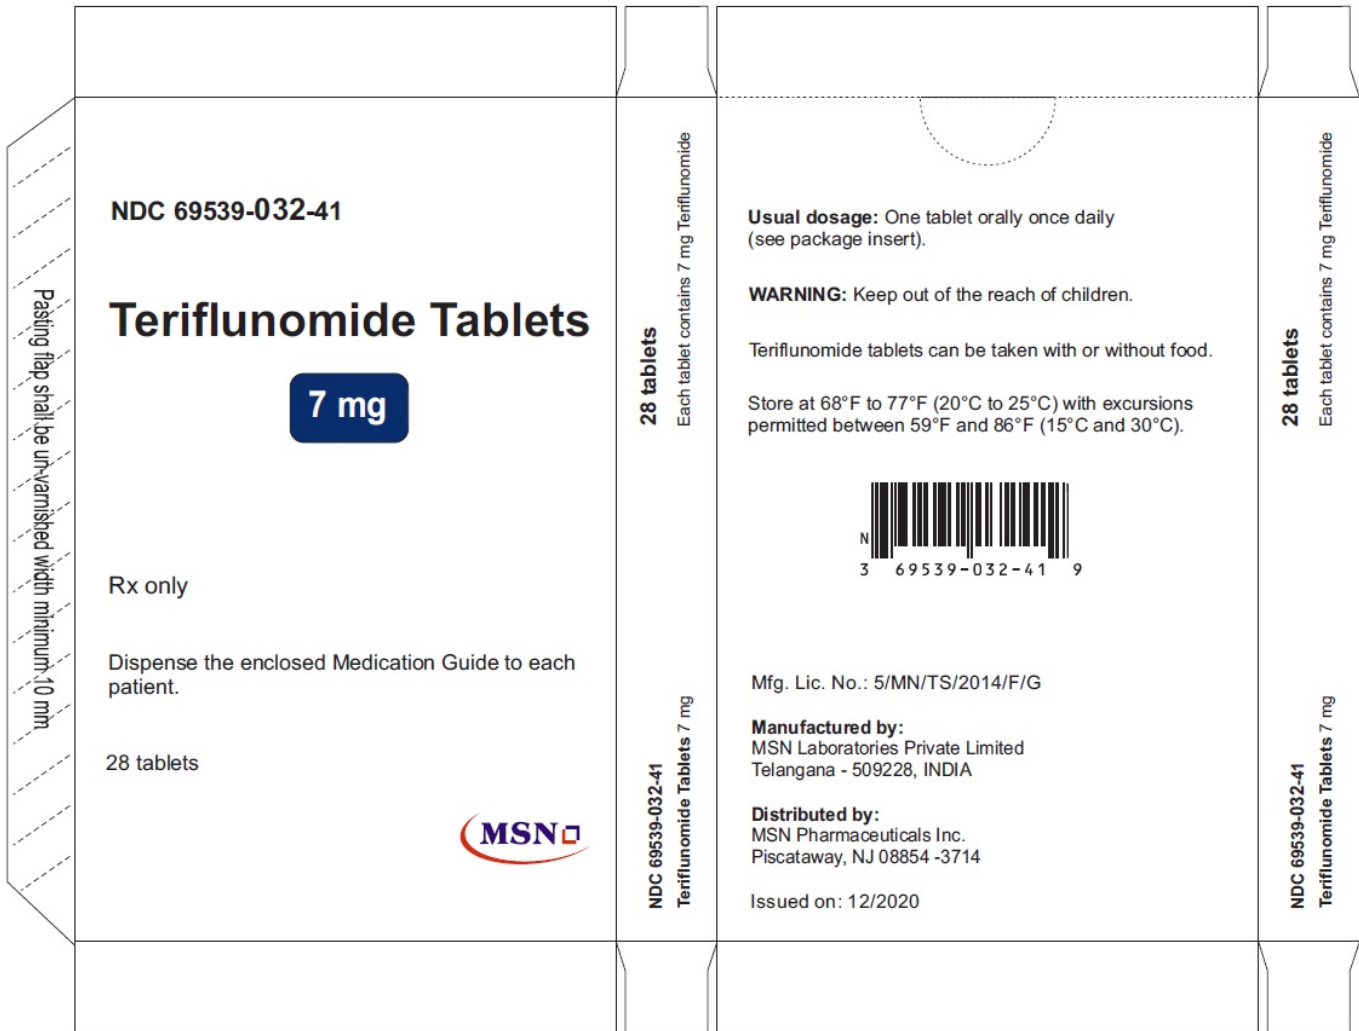 Pasting flap shall be un-varnished width minimum 10 mm
NDC 69539-032-41
Teriflunomide Tablets
7 mg
Rx only
Dispense the enclosed Medication Guide to each
patient.
28 tablets
MSN
28 tablets
Each tablet contains 7 mg Teriflunomide
NDC 69539-032-41
Teriflunomide Tablets 7 mg
Usual dosage: One tablet orally once daily
(see package insert).
WARNING: Keep out of the reach of children.
Teriflunomide tablets can be taken with or without food.
Store at 68°F to 77°F (20°C to 25°C) with excursions
permitted between 59°F and 86°F (15°C and 30°C).
N
3 69539-032-41 9
Mfg. Lic. No.: 5/MN/TS/2014/F/G
Manufactured by:
MSN Laboratories Private Limited
Telangana - 509228, INDIA
Distributed by:
MSN Pharmaceuticals Inc.
Piscataway, NJ 08854 -3714
Issued on: 12/2020
28 tablets
Each tablet contains 7 mg Teriflunomide
NDC 69539-032-41
Teriflunomide Tablets 7 mg